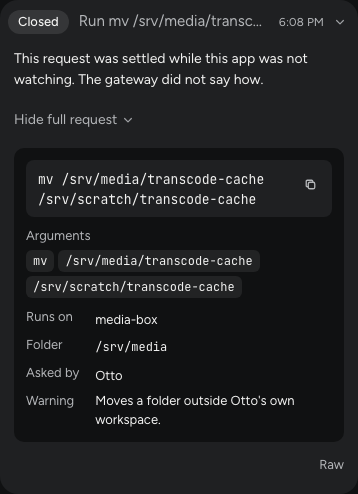 Closed Run mv /srv/media/transc... 6:08 PM
This request was settled while this app was not
watching. The gateway did not say how.
Hide full request
mv /srv/media/transcode-cache
/srv/scratch/transcode-cache
Arguments
mv /srv/media/transcode-cache
/srv/scratch/transcode-cache
Runs on media-box
Folder /srv/media
Asked by Otto
Warning Moves a folder outside Otto's own
workspace.
Raw